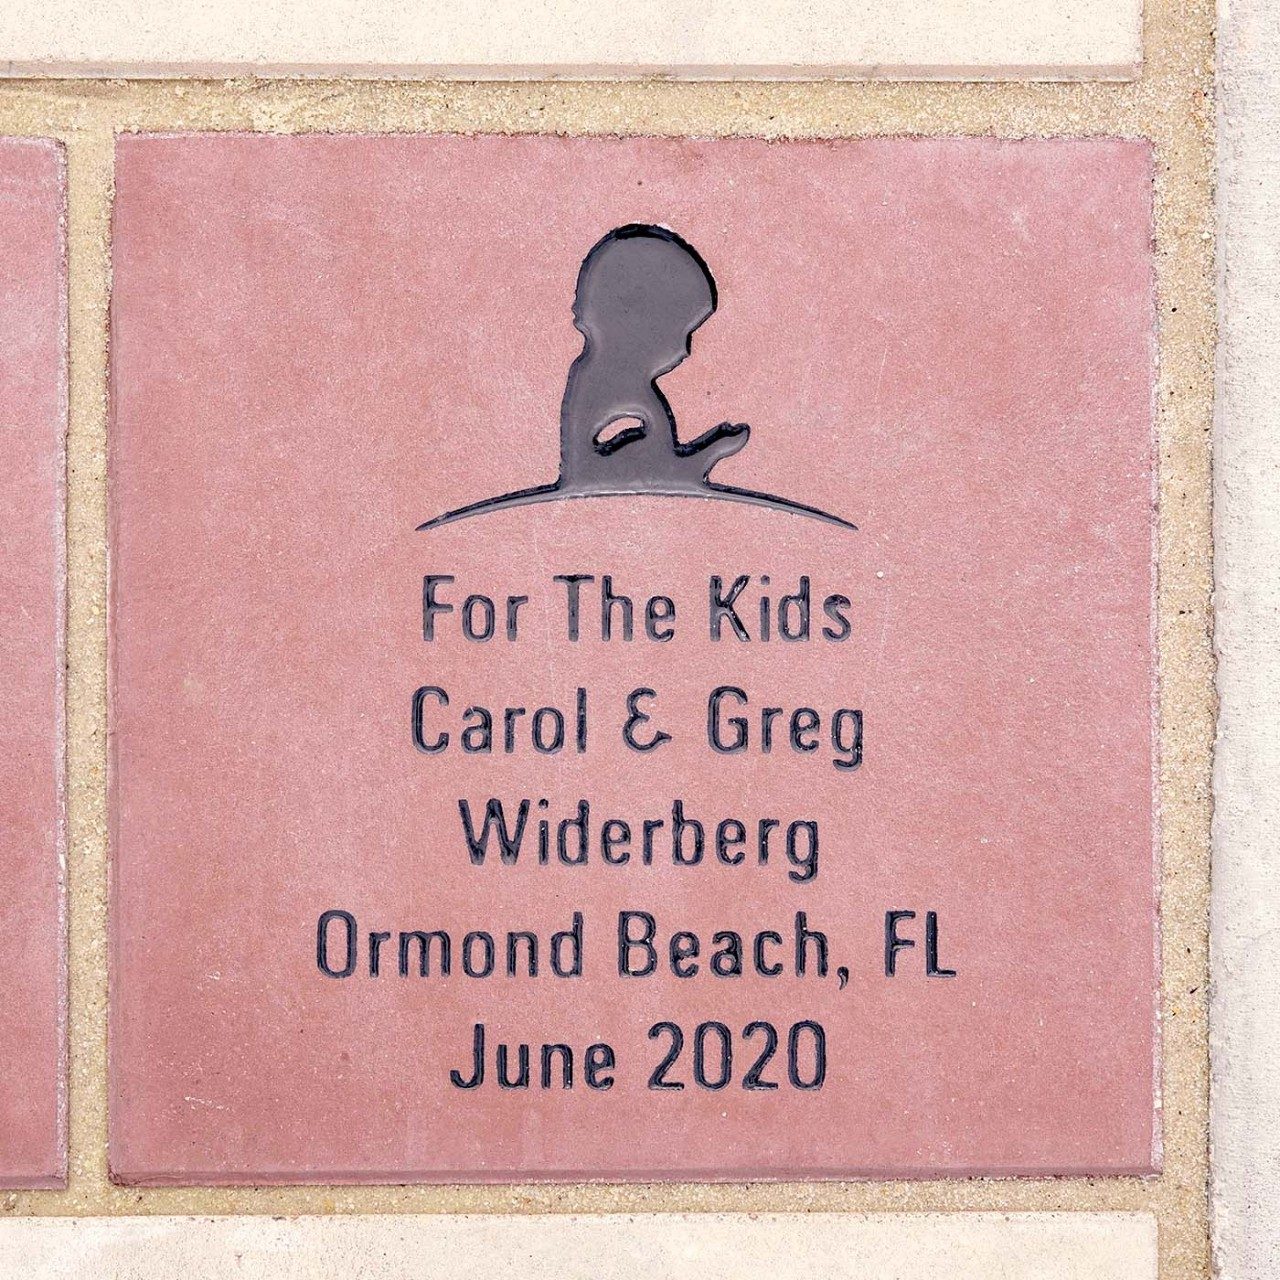 For The Kids
Carol & Greg
Widerberg
Ormond Beach, FL
June 2020